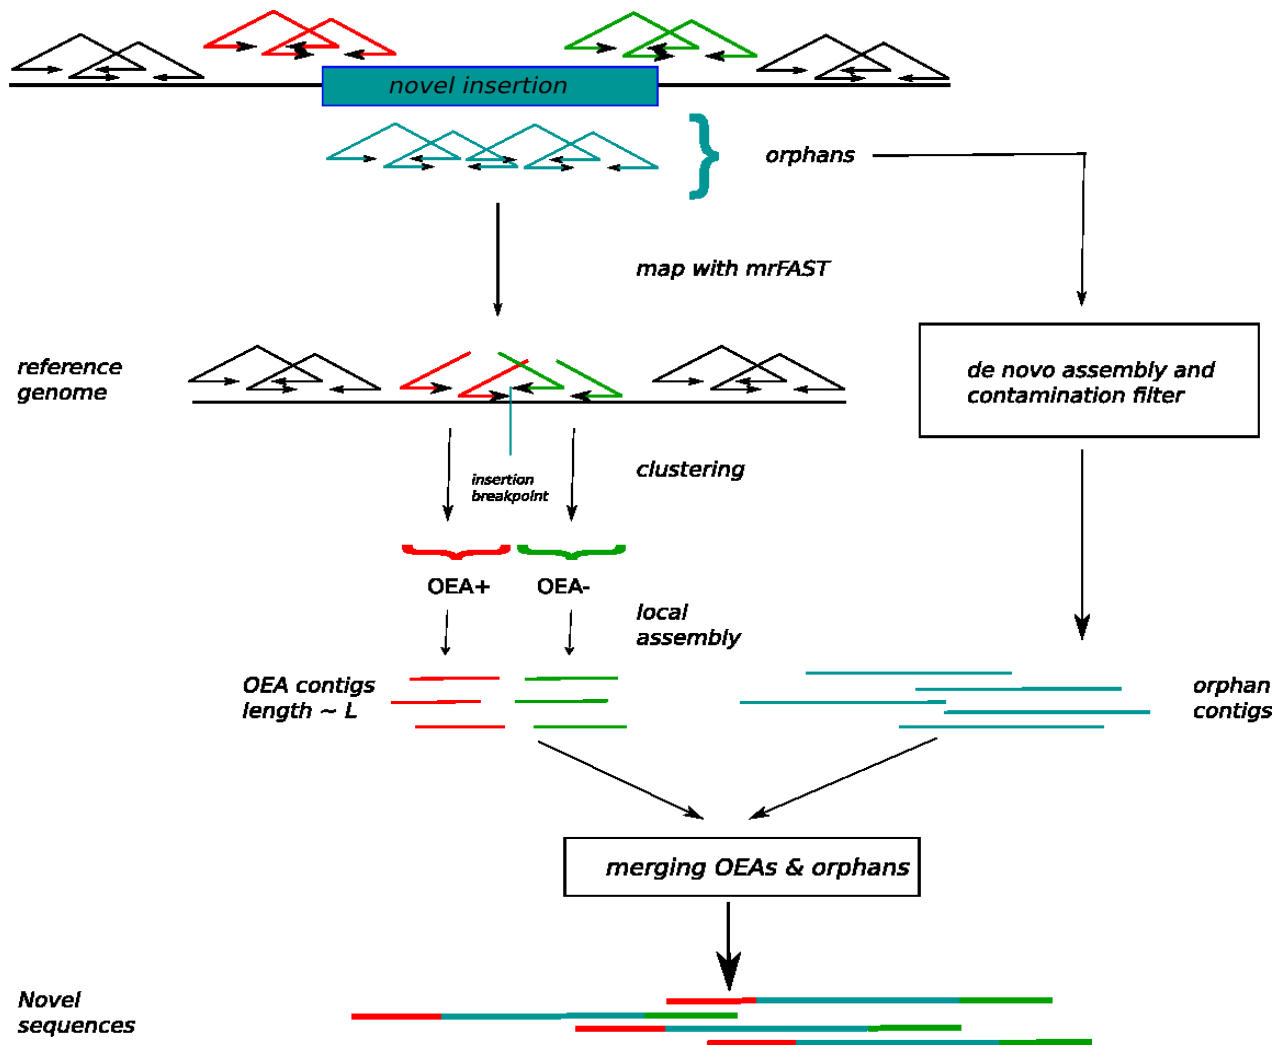 novel insertion
orphans
map with mrFAST
reference
genome
de novo assembly and
contamination filter
clustering
insertion
breakpoint
OEA+
OEA-
local
assembly
OEA contigs
length ~ L
orphan
contigs
merging OEAs & orphans
Novel
sequences